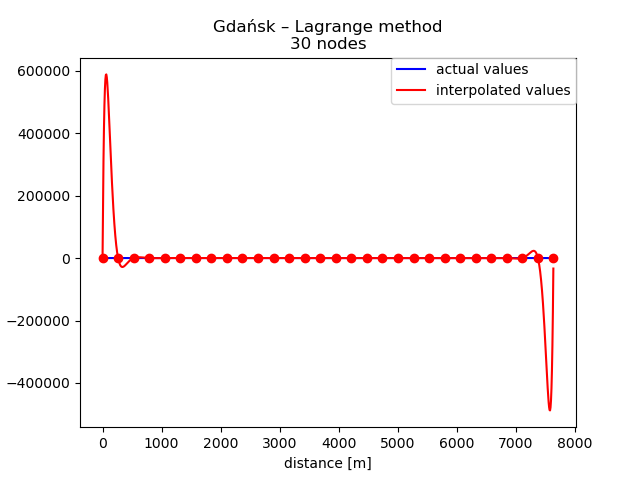 Gdańsk – Lagrange method
30 nodes
actual values
interpolated values
600000
400000
200000
0
−200000
−400000
0 1000 2000 3000 4000 5000 6000 7000 8000
distance [m]